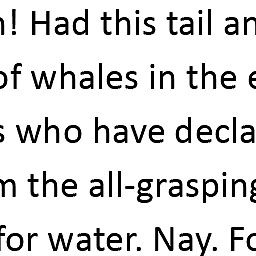 n! Had this tail an
of whales in the e
s who have decla
m the all-grasping
for water. Nay. Fo